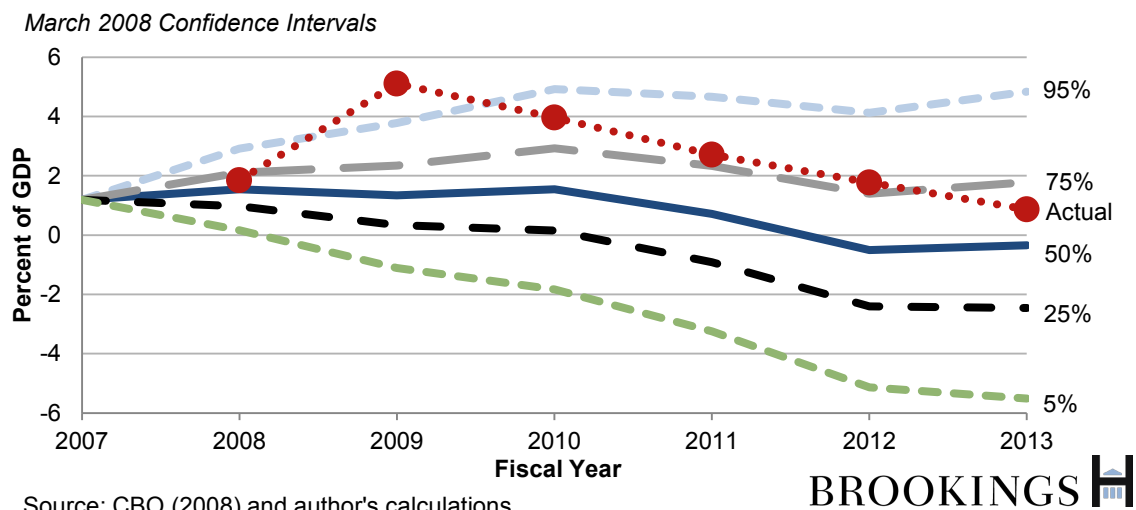 March 2008 Confidence Intervals
6
4
2
0
-2
-4
-6
Percent of GDP
95%
75%
Actual
50%
25%
5%
2007 2008 2009 2010 2011 2012 2013
Fiscal Year
Source: CBO (2008) and author's calculations
BROOKINGS H